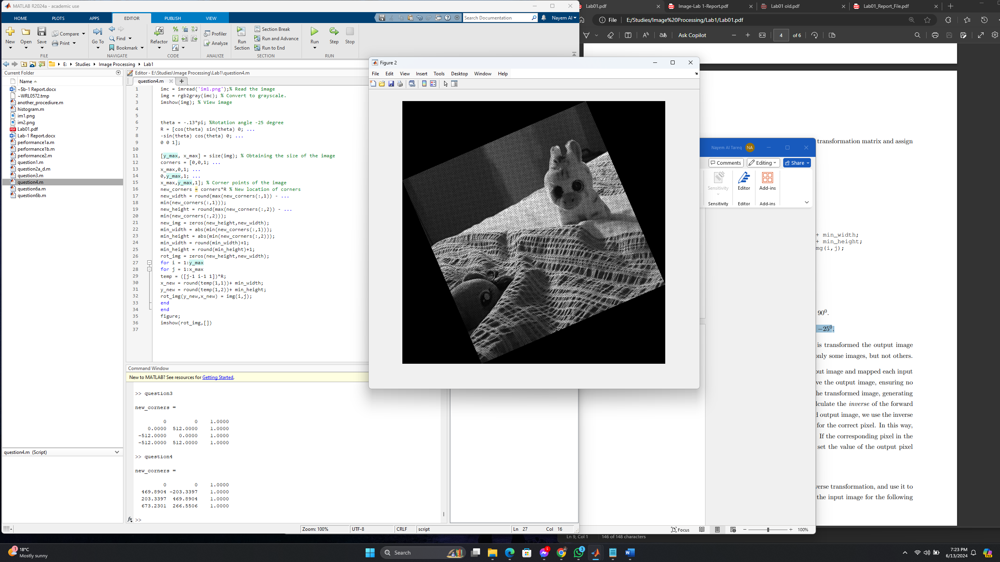 MATLAB R2024a - academic use
HOME PLOTS APPS EDITOR PUBLISH VIEW
Search Documentation
Nayem Al
New Open Save Compare Print
Go To Find Bookmark
Refactor
Profiler
Analyze
Run Section
Section Break
Run and Advance
Run to End
Run Step Stop
FILE NAVIGATE CODE ANALYZE SECTION RUN
E: Studies Image Processing Lab1
Current Folder
Name
~$b-1 Report.docx
~WRL0572.tmp
another_procediure.m
histogram.m
im1.png
im2.png
Lab01.pdf
Lab-1 Report.docx
performance1a.m
performance1b.m
performance2.m
question1.m
question2a_d.m
question3.m
question4.m
question6a.m
question6b.m
question4.m (Script)
Editor - E:\Studies\Image Processing\Lab1\question4.m
question4.m
1 imc = imread('im1.png');% Read the image
2 img = rgb2gray(imc); % Convert to grayscale.
3 imshow(img); % View image
4
5
6 theta = -.13*pi; %Rotation angle -25 degree
7 R = [cos(theta) sin(theta) 0; ...
8 -sin(theta) cos(theta) 0; ...
9 0 0 1];
10
11 [y_max, x_max] = size(img); % Obtaining the size of the image
12 corners = [0,0,1; ...
13 x_max,0,1; ...
14 0,y_max,1; ...
15 x_max,y_max,1]; % Corner points of the image
16 new_corners = corners*R % New location of corners
17 new_width = round(max(new_corners(:,1)) - ...
18 min(new_corners(:,1)));
19 new_height = round(max(new_corners(:,2)) - ...
20 min(new_corners(:,2)));
21 new_img = zeros(new_height,new_width);
22 min_width = abs(min(new_corners(:,1)));
23 min_height = abs(min(new_corners(:,2)));
24 min_width = round(min_width)+1;
25 min_height = round(min_height)+1;
26 rot_img = zeros(new_height,new_width);
27 for i = 1:y_max
28 for j = 1:x_max
29 temp = ([j-1 i-1 1])*R;
30 x_new = round(temp(1,1))+ min_width;
31 y_new = round(temp(1,2))+ min_height;
32 rot_img(y_new,x_new) = img(i,j);
33 end
34 end
35 figure;
36 imshow(rot_img,[])
37
Command Window
New to MATLAB? See resources for Getting Started.
>> question3
new_corners =
0 0 1.0000
0.0000 512.0000 1.0000
-512.0000 0.0000 1.0000
-512.0000 512.0000 1.0000
>> question4
new_corners =
0 0 1.0000
469.8904 -203.3397 1.0000
203.3397 469.8904 1.0000
673.2301 266.5506 1.0000
fx >>
Zoom: 100% UTF-8 CRLF script Ln 27 Col 16
Figure 2
File Edit View Insert Tools Desktop Window Help
Lab01.pdf
Image-Lab 1-Report.pdf
Lab01 old.pdf
Lab01_Report_File.pdf
File E:/Studies/Image%20Processing/Lab1/Lab01.pdf
Ask Copilot
4 of 6
transformation matrix and assign
Nayem Al Tareq NA
Comments Editing Share
Sensitivity Editor Add-ins
Sensitivity Editor Add-ins
+ min_width;
+ min_height;
mg(i,j);
90⁰.
−25⁰.
is transformed the output image
only some images, but not others.
out image and mapped each input
ve the output image, ensuring no
he transformed image, generating
lculate the inverse of the forward
d output image, we use the inverse
for the correct pixel. In this way,
If the corresponding pixel in the
set the value of the output pixel
verse transformation, and use it to
the input image for the following
Focus
100%
Ln 9, Col 1 146 of 148 characters
1
18°C
Mostly sunny
Search
5
3
7:23 PM
6/13/2024
PRE